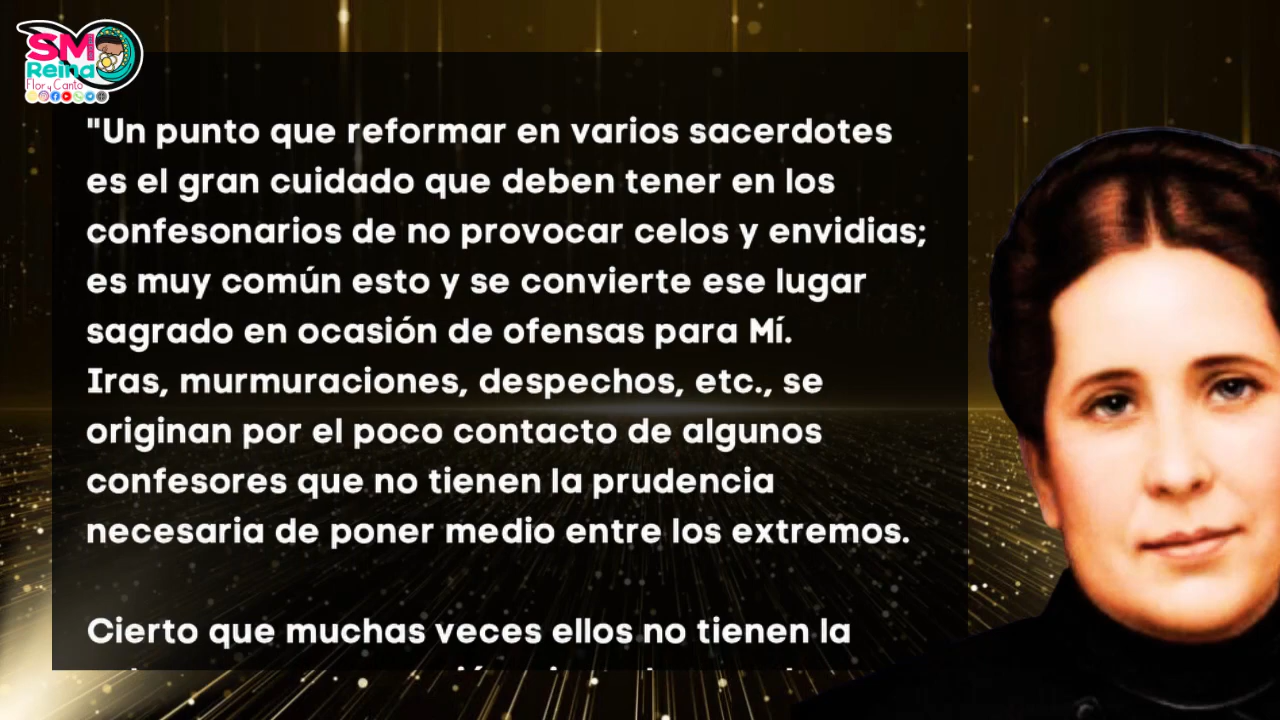 SM
Reina
Flor y Canto
"Un punto que reformar en varios sacerdotes
es el gran cuidado que deben tener en los
confesonarios de no provocar celos y envidias;
es muy común esto y se convierte ese lugar
sagrado en ocasión de ofensas para Mí.
Iras, murmuraciones, despechos, etc., se
originan por el poco contacto de algunos
confesores que no tienen la prudencia
necesaria de poner medio entre los extremos.
Cierto que muchas veces ellos no tienen la